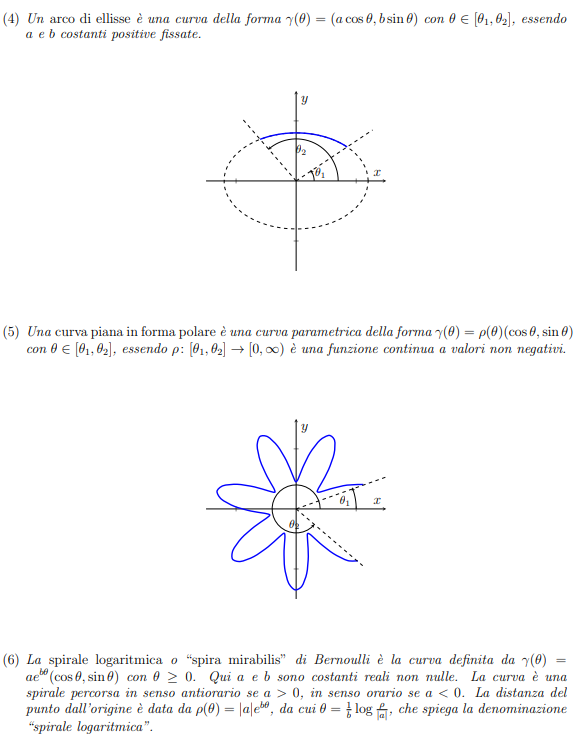 (4) Un arco di ellisse è una curva della forma γ(θ) = (a cos θ, b sin θ) con θ ∈ [θ₁, θ₂], essendo
a e b costanti positive fissate.
y
θ₂
θ₁
x
(5) Una curva piana in forma polare è una curva parametrica della forma γ(θ) = ρ(θ)(cos θ, sin θ)
con θ ∈ [θ₁, θ₂], essendo ρ: [θ₁, θ₂] → [0, ∞) è una funzione continua a valori non negativi.
y
θ₁
x
θ₂
(6) La spirale logaritmica o “spira mirabilis” di Bernoulli è la curva definita da γ(θ) =
ae^{bθ}(cos θ, sin θ) con θ ≥ 0. Qui a e b sono costanti reali non nulle. La curva è una
spirale percorsa in senso antiorario se a > 0, in senso orario se a < 0. La distanza del
punto dall'origine è data da ρ(θ) = |a|e^{bθ}, da cui θ = \frac{1}{b} log \frac{ρ}{|a|}, che spiega la denominazione
“spirale logaritmica”.